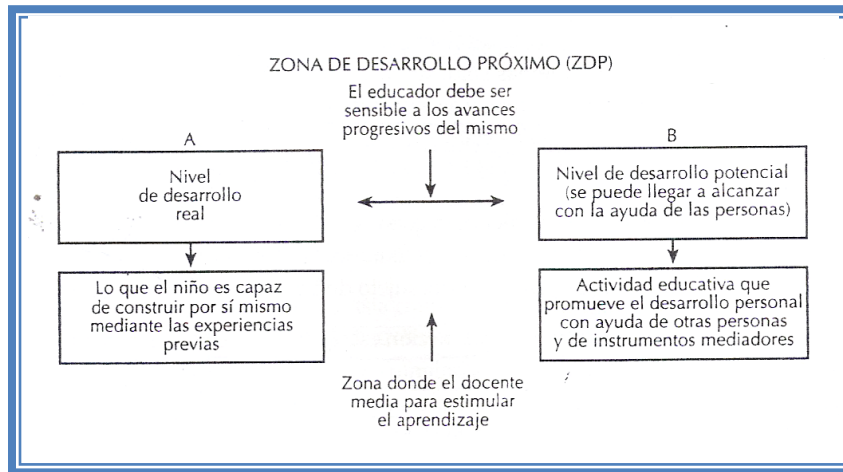 ZONA DE DESARROLLO PRÓXIMO (ZDP)
El educador debe ser
sensible a los avances
progresivos del mismo
A
Nivel
de desarrollo
real
Lo que el niño es capaz
de construir por sí mismo
mediante las experiencias
previas
B
Nivel de desarrollo potencial
(se puede llegar a alcanzar
con la ayuda de las personas)
Actividad educativa que
promueve el desarrollo personal
con ayuda de otras personas
y de instrumentos mediadores
Zona donde el docente
media para estimular
el aprendizaje